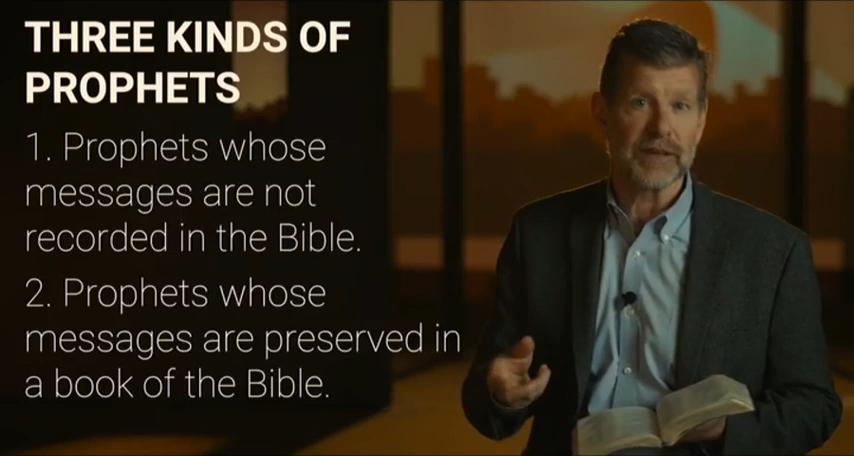 THREE KINDS OF
PROPHETS
1. Prophets whose
messages are not
recorded in the Bible.
2. Prophets whose
messages are preserved in
a book of the Bible.